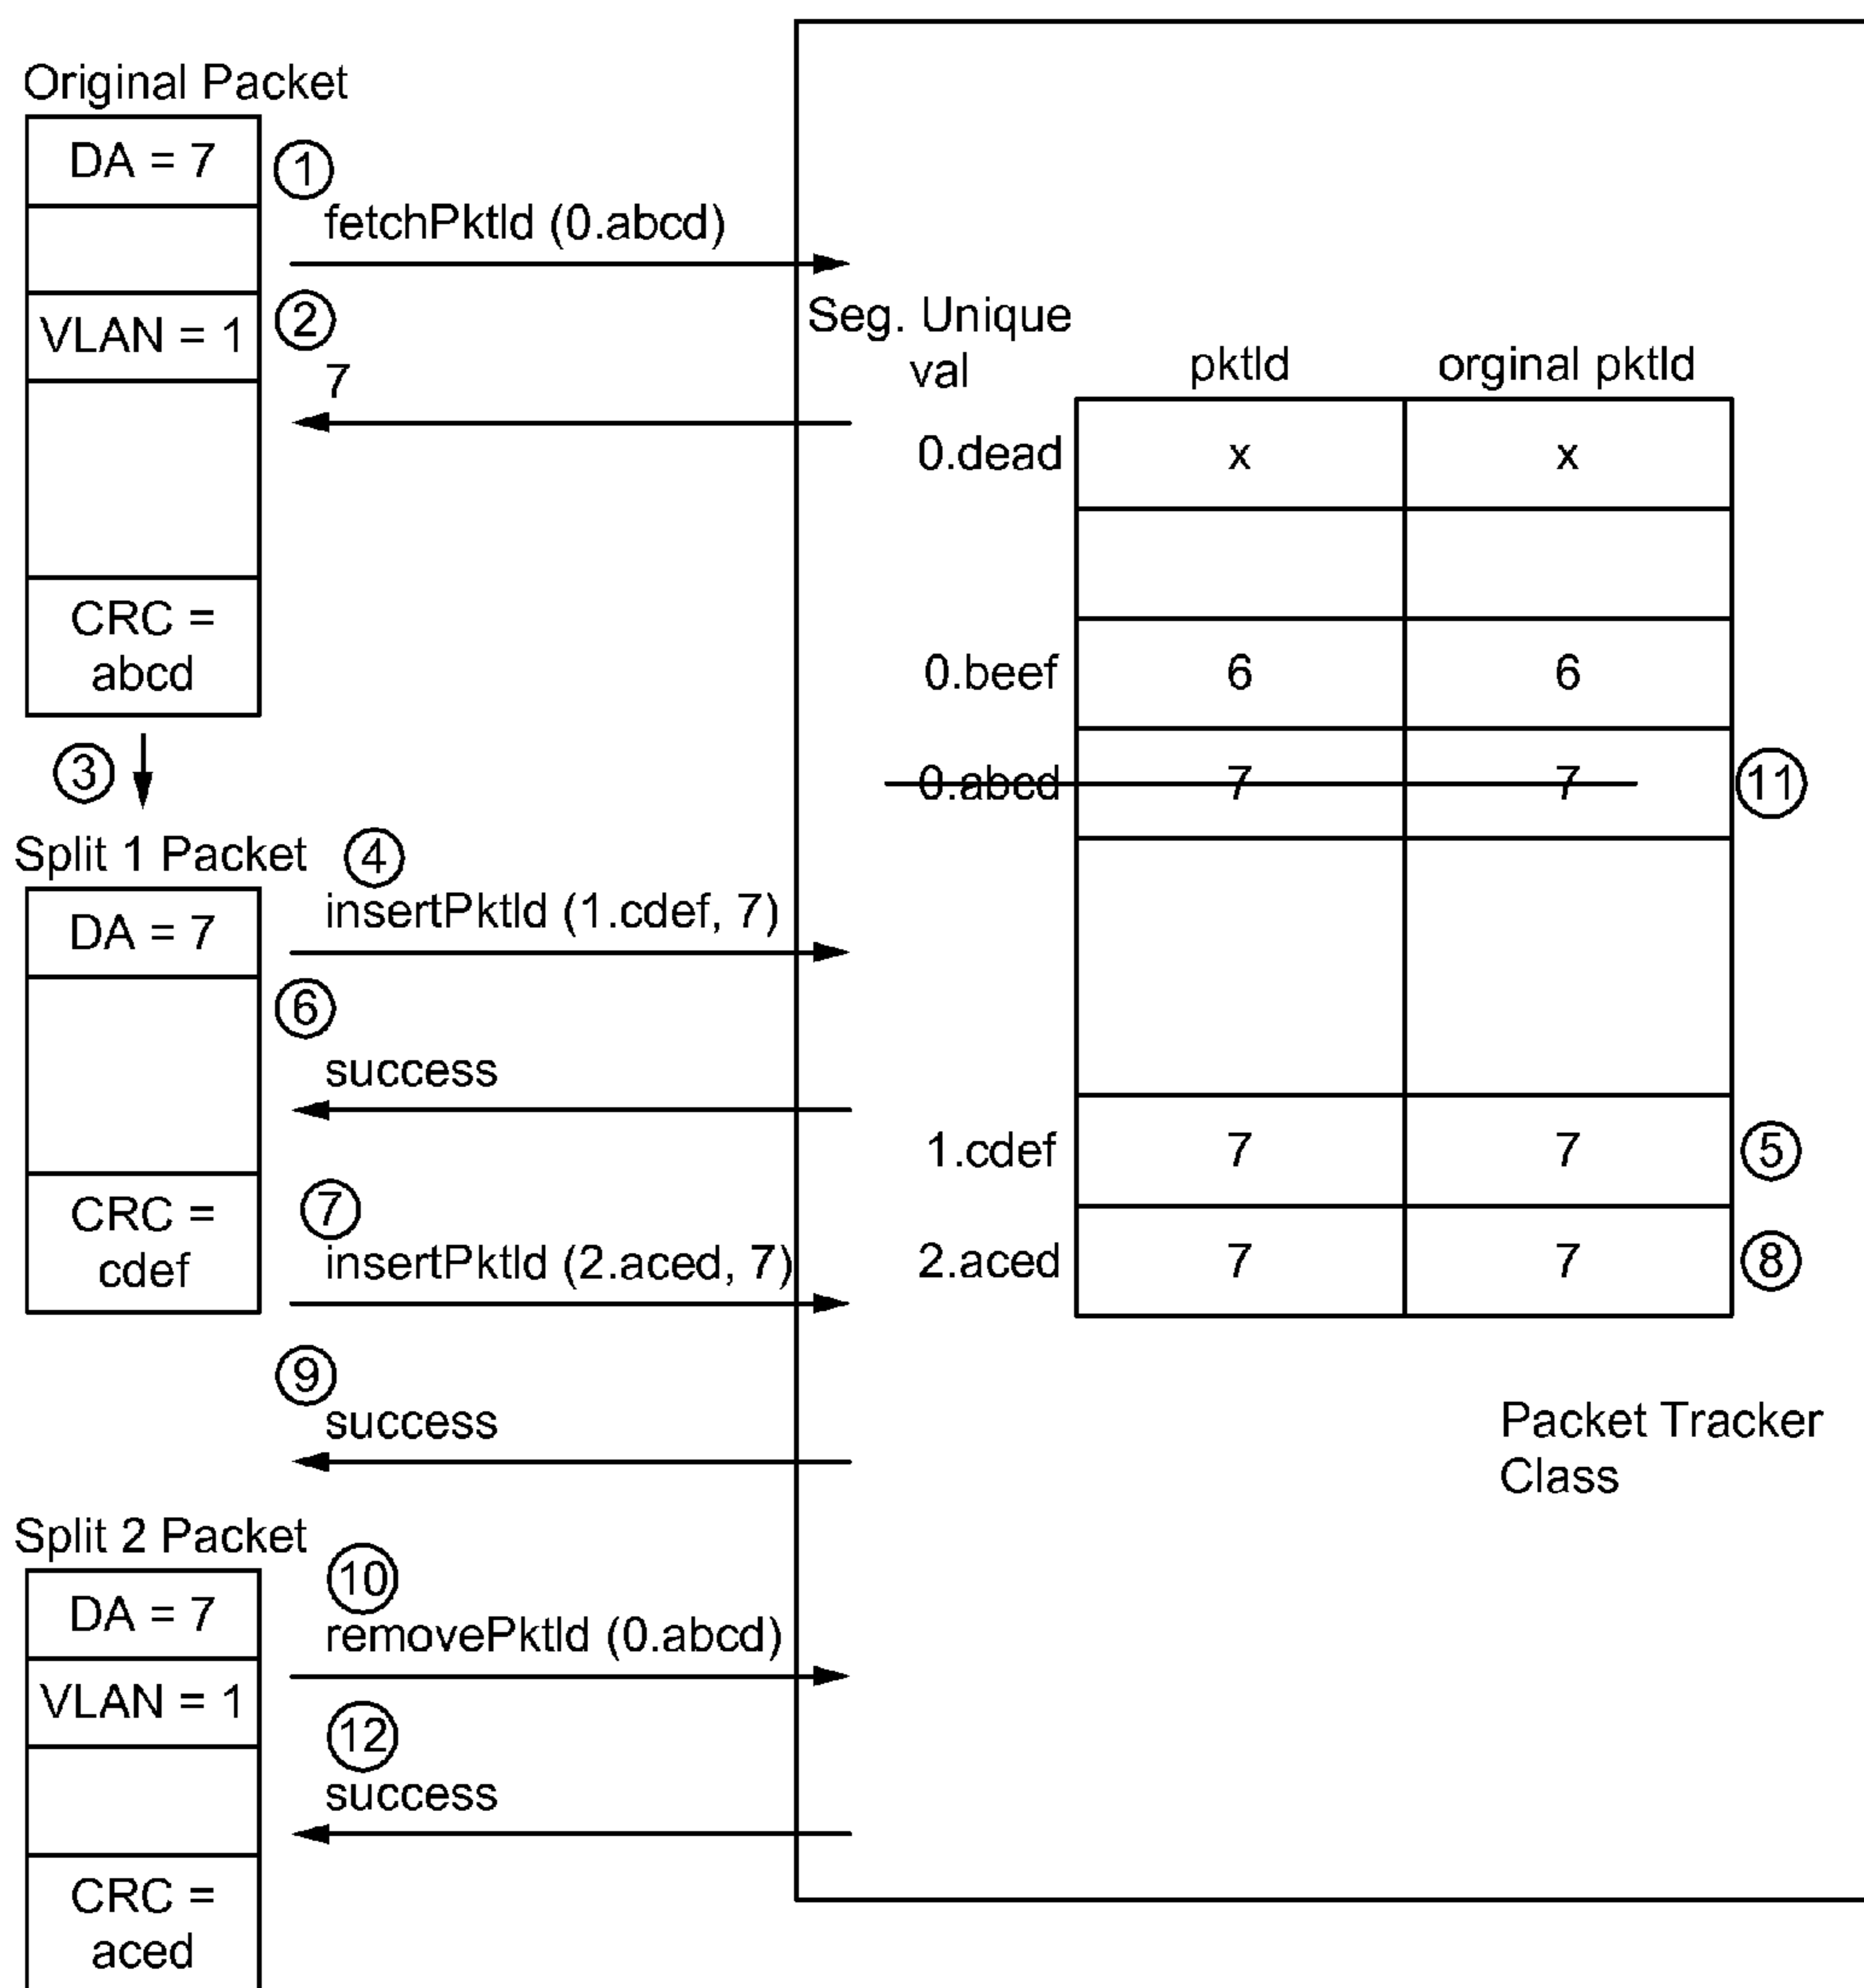 Original Packet
DA = 7
①
fetchPktId (0.abcd)
VLAN = 1
②
7
CRC =
abcd
③
Split 1 Packet
④
DA = 7
insertPktId (1.cdef, 7)
⑥
success
CRC =
cdef
⑦
insertPktId (2.aced, 7)
⑨
success
Split 2 Packet
DA = 7
⑩
removePktId (0.abcd)
VLAN = 1
⑫
success
CRC =
aced
Seg. Unique
val
pktId
orginal pktId
0.dead x x
0.beef 6 6
0.abcd 7 7 ⑪
1.cdef 7 7 ⑤
2.aced 7 7 ⑧
Packet Tracker
Class